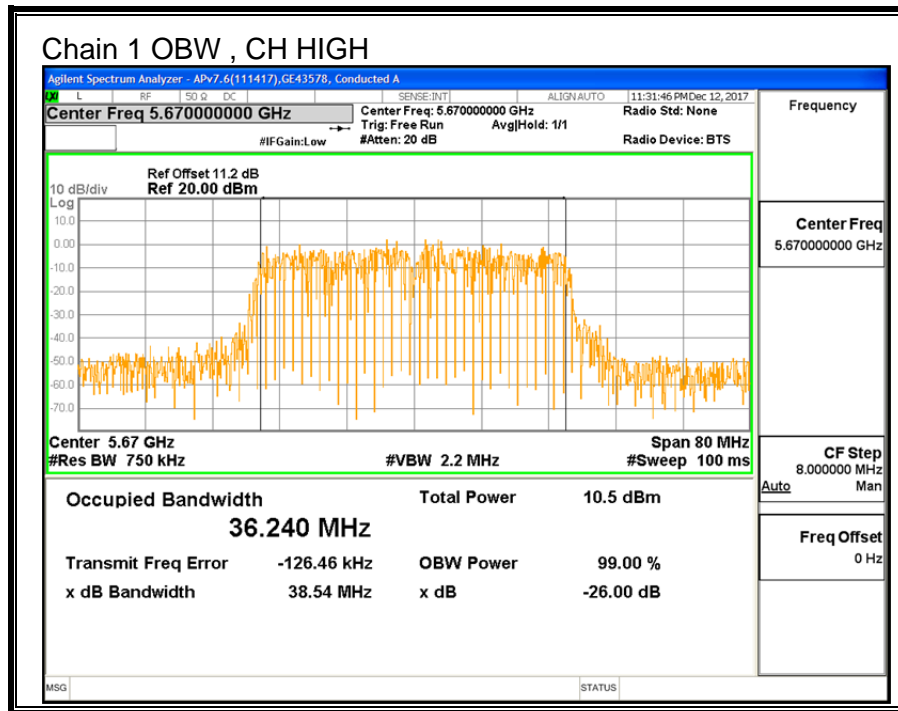 Chain 1 OBW , CH HIGH
Agilent Spectrum Analyzer - APv7.6(111417),GE43578, Conducted A
LXI L RF 50 Ω DC SENSE:INT ALIGN AUTO 11:31:46 PM Dec 12, 2017
Center Freq 5.670000000 GHz
Center Freq: 5.670000000 GHz
Radio Std: None
Trig: Free Run Avg|Hold: 1/1
#IFGain:Low #Atten: 20 dB Radio Device: BTS
Ref Offset 11.2 dB
10 dB/div Ref 20.00 dBm
Log
10.0
0.00
-10.0
-20.0
-30.0
-40.0
-50.0
-60.0
-70.0
Center 5.67 GHz Span 80 MHz
#Res BW 750 kHz #VBW 2.2 MHz #Sweep 100 ms
Occupied Bandwidth Total Power 10.5 dBm
36.240 MHz
Transmit Freq Error -126.46 kHz OBW Power 99.00 %
x dB Bandwidth 38.54 MHz x dB -26.00 dB
MSG STATUS
Frequency
Center Freq
5.670000000 GHz
CF Step
8.000000 MHz
Auto Man
Freq Offset
0 Hz